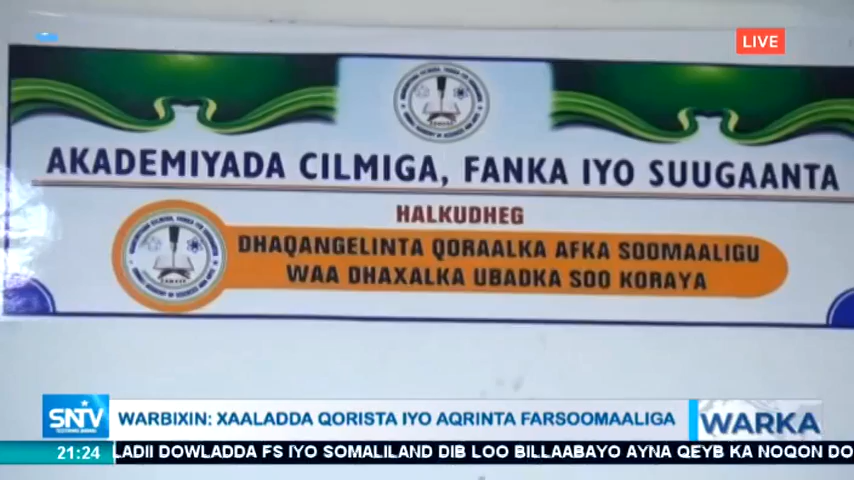 LIVE
AKADEMIYADA CILMIGA, FANKA IYO SUUGAANTA
HALKUDHEG
DHAQANGELINTA QORAALKA AFKA SOOMAALIGU
WAA DHAXALKA UBADKA SOO KORAYA
SNTV
WARBIXIN: XAALADDA QORISTA IYO AQRINTA FARSOOMAALIGA
WARKA
21:24
LADII DOWLADDA FS IYO SOMALILAND DIB LOO BILLAABAYO AYNA QEYB KA NOQON DO